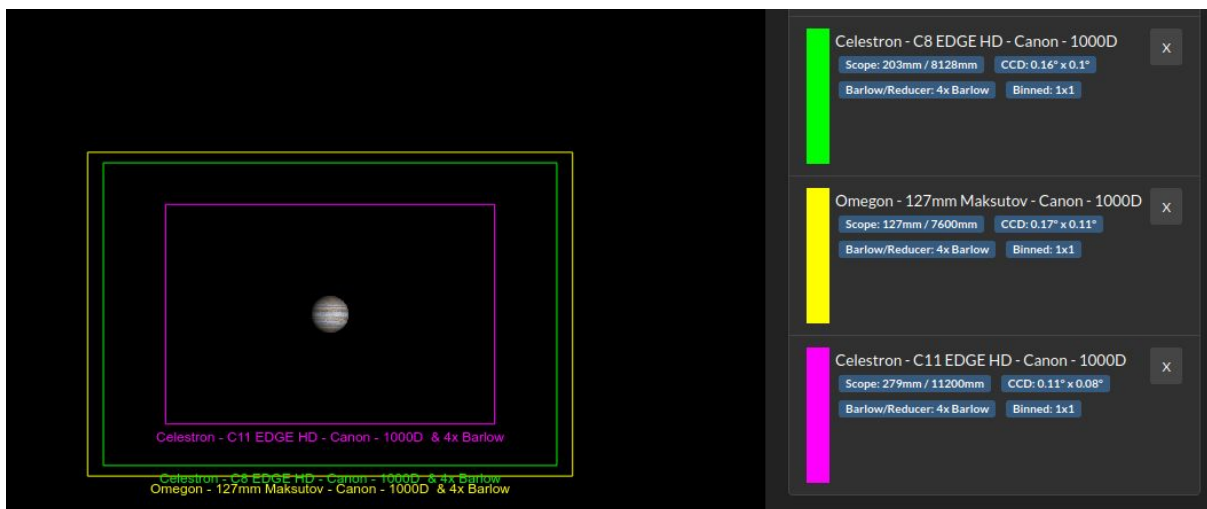 Celestron - C11 EDGE HD - Canon - 1000D & 4x Barlow
Celestron - C8 EDGE HD - Canon - 1000D & 4x Barlow
Omegon - 127mm Maksutov - Canon - 1000D & 4x Barlow
Celestron - C8 EDGE HD - Canon - 1000D
X
Scope: 203mm / 8128mm CCD: 0.16° x 0.1°
Barlow/Reducer: 4x Barlow Binned: 1x1
Omegon - 127mm Maksutov - Canon - 1000D
X
Scope: 127mm / 7600mm CCD: 0.17° x 0.11°
Barlow/Reducer: 4x Barlow Binned: 1x1
Celestron - C11 EDGE HD - Canon - 1000D
X
Scope: 279mm / 11200mm CCD: 0.11° x 0.08°
Barlow/Reducer: 4x Barlow Binned: 1x1